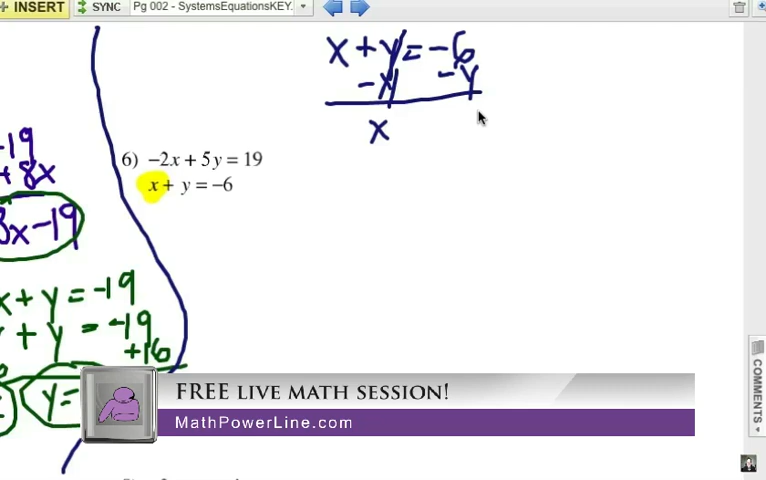 INSERT SYNC Pg 002 - SystemsEquationsKEY.
x + y = -6
- y - y
x
-19
+ 8x
8x - 19
6) −2x + 5y = 19
x + y = −6
x + y = -19
+ y = -19
+16
y =
FREE LIVE MATH SESSION!
MathPowerLine.com
COMMENTS